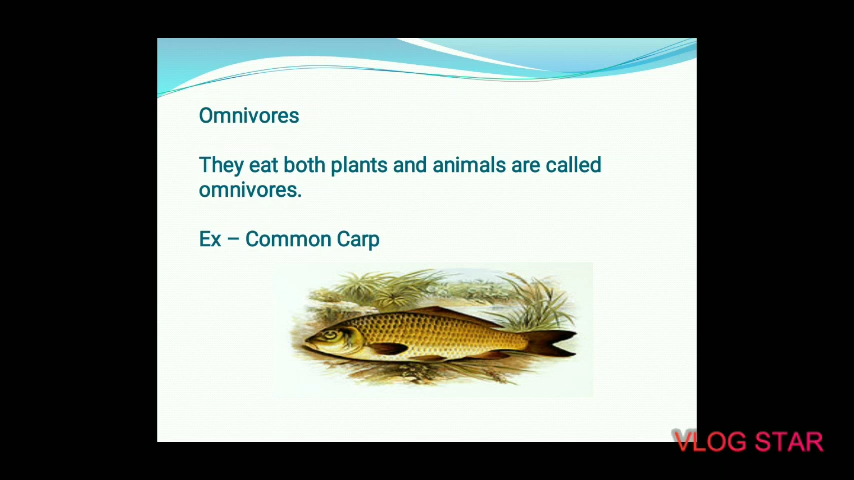 Omnivores
They eat both plants and animals are called
omnivores.
Ex – Common Carp
VLOG STAR